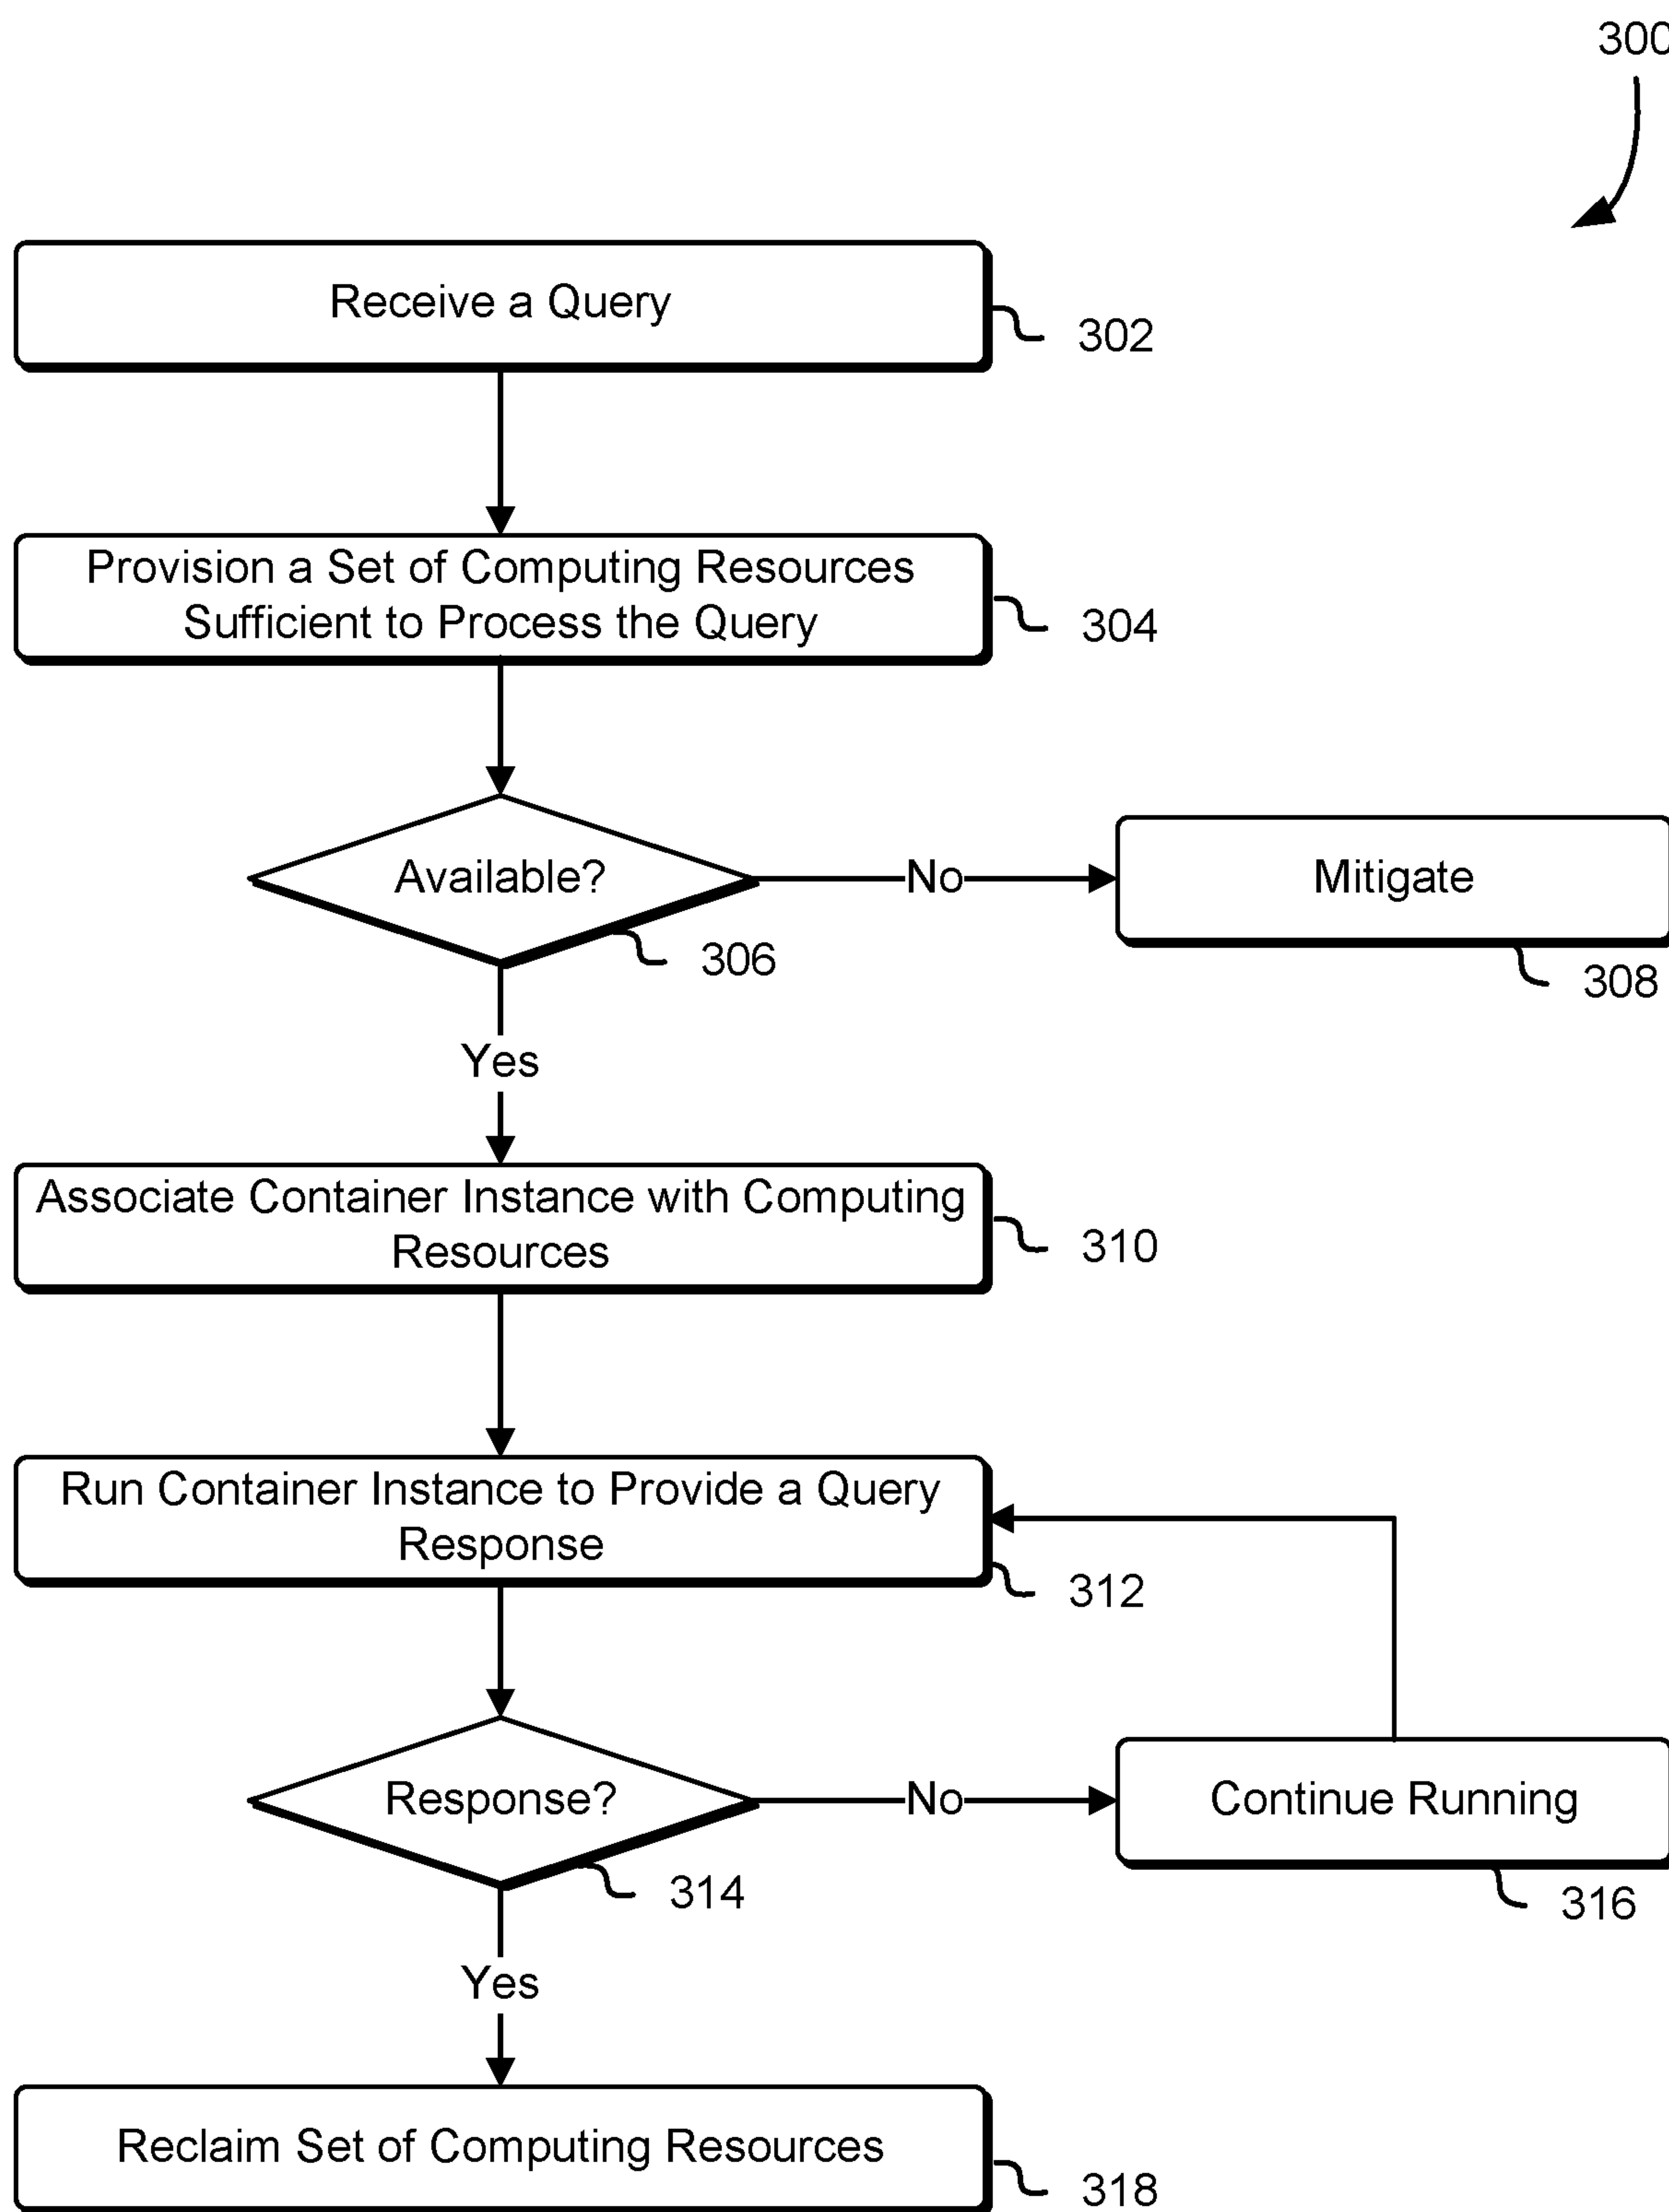 300
Receive a Query
302
Provision a Set of Computing Resources
Sufficient to Process the Query
304
Available?
No
Mitigate
306
308
Yes
Associate Container Instance with Computing
Resources
310
Run Container Instance to Provide a Query
Response
312
Response?
No
Continue Running
314
316
Yes
Reclaim Set of Computing Resources
318